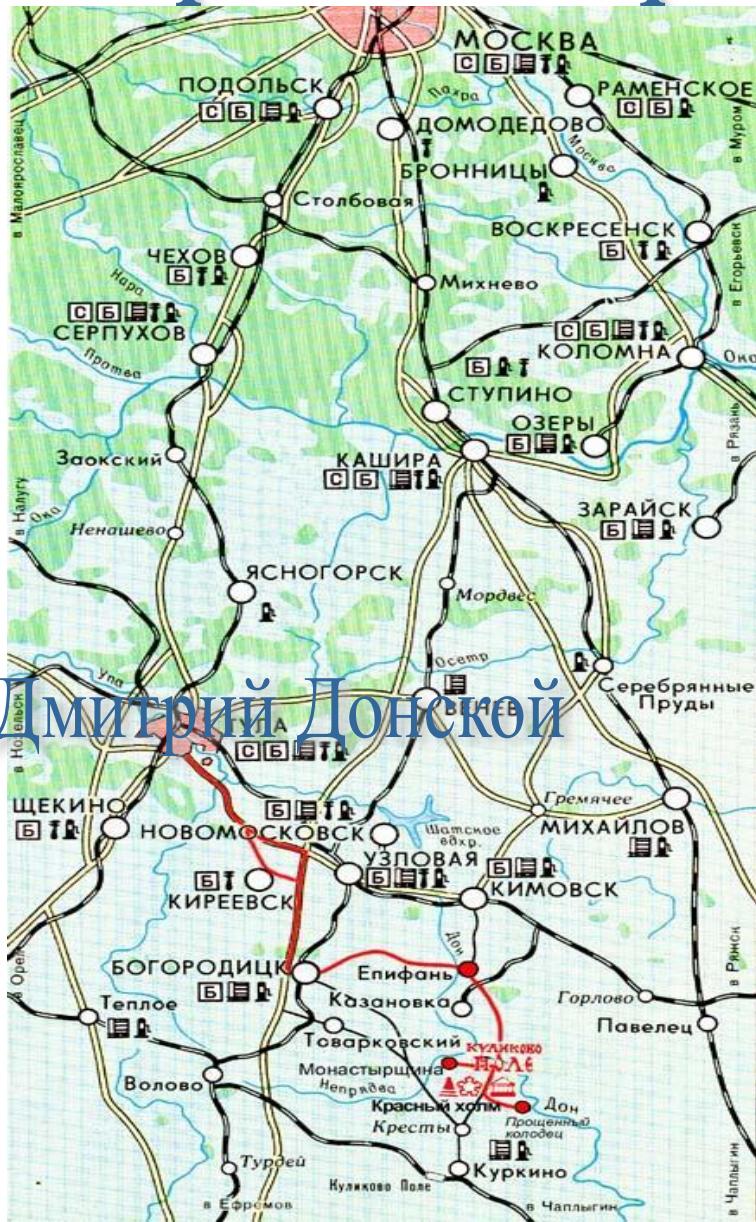 МОСКВА
С Б
ПОДОЛЬСК
С Б
Пахра
РАМЕНСКОЕ
С Б
ДОМОДЕДОВО
БРОННИЦЫ
Москва
в Муром
в Малоярославец
Столбовая
ВОСКРЕСЕНСК
Б
в Егорьевск
ЧЕХОВ
Б
Михнево
Нара
С Б
СЕРПУХОВ
С Б
КОЛОМНА
Ока
Протва
Б
СТУПИНО
ОЗЕРЫ
Б
в Рязань
Заокский
КАШИРА
С Б
в Калугу
Ока
Ненашево
ЗАРАЙСК
Б
ЯСНОГОРСК
Мордвес
Осетр
Упа
Серебрянные
Пруды
Дмитрий Донской
ВЕНЕВ
ТУЛА
С Б
в Козельск
ЩЕКИНО
Б
Б
НОВОМОСКОВСК
Шатское
вдхр.
Гремячее
МИХАЙЛОВ
УЗЛОВАЯ
Б
Б
КИМОВСК
Б
КИРЕЕВСК
Дон
в Орел
в Ряжск
БОГОРОДИЦК
Б
Епифань
Казановка
Горлово
Теплое
Павелец
Товарковский
КУЛИКОВО
ПОЛЕ
Монастырщина
Непрядва
Волово
Красный холм
Дон
Прощенный
колодец
Кресты
Турдей
Куркино
Куликово Поле
в Ефремов
в Чаплыгин
в Чаплыгин